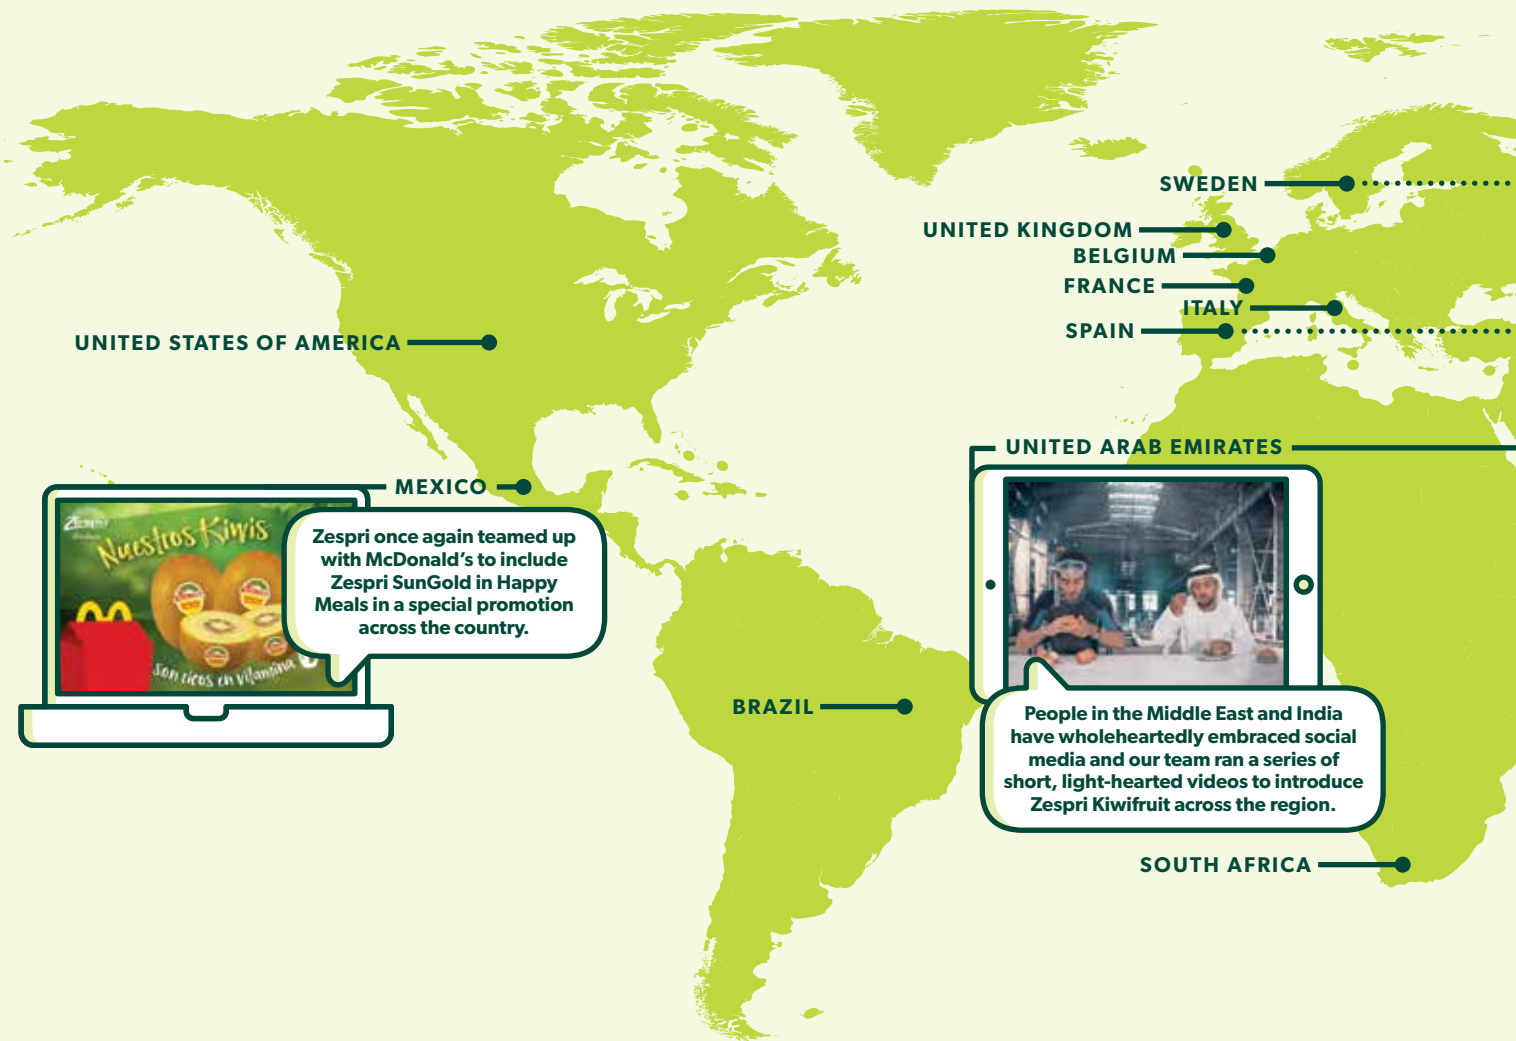 SWEDEN
UNITED KINGDOM
BELGIUM
FRANCE
ITALY
SPAIN
UNITED STATES OF AMERICA
UNITED ARAB EMIRATES
MEXICO
Zespri
Nuestros Kiwis
Son ricos en vitamina
Zespri once again teamed up
with McDonald’s to include
Zespri SunGold in Happy
Meals in a special promotion
across the country.
BRAZIL
People in the Middle East and India
have wholeheartedly embraced social
media and our team ran a series of
short, light-hearted videos to introduce
Zespri Kiwifruit across the region.
SOUTH AFRICA